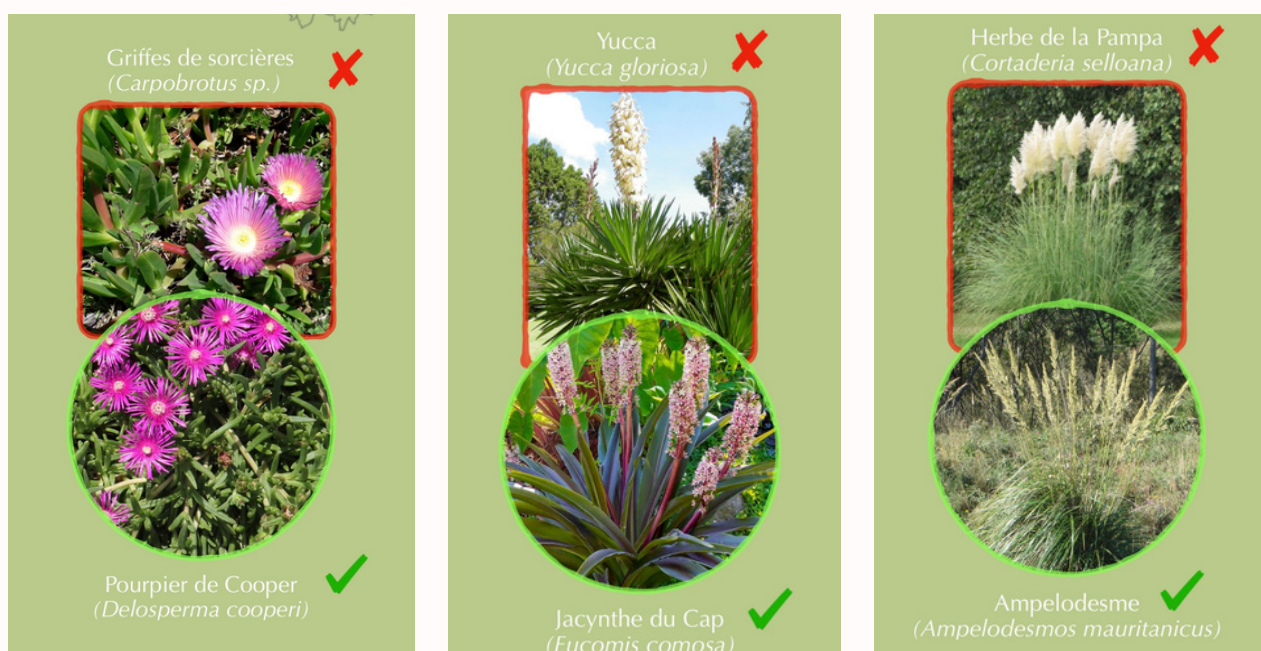 Griffes de sorcières
(Carpobrotus sp.)
Pourpier de Cooper
(Delosperma cooperi)
Yucca
(Yucca gloriosa)
Jacynthe du Cap
(Eucomis comosa)
Herbe de la Pampa
(Cortaderia selloana)
Ampelodesme
(Ampelodesmos mauritanicus)